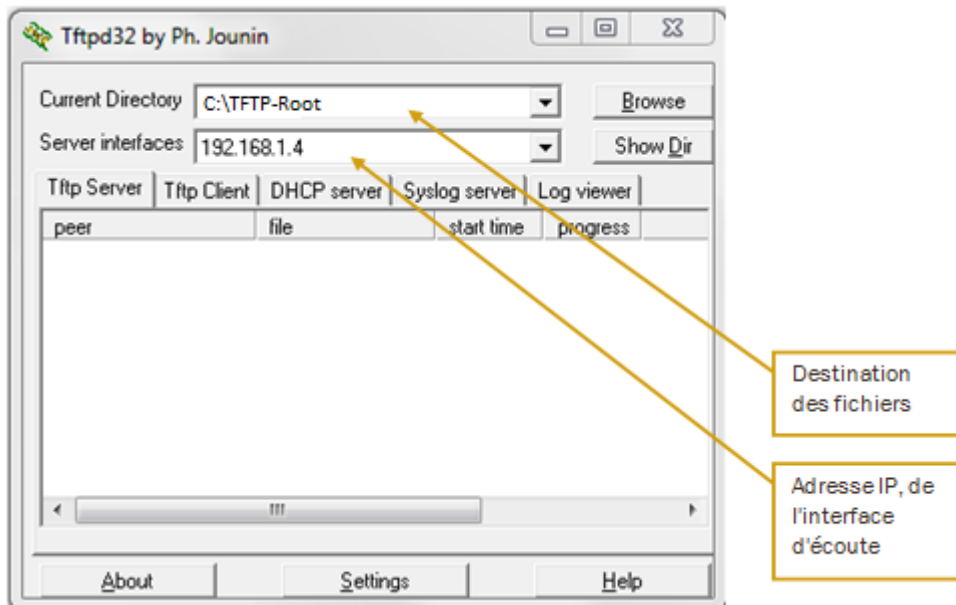 Tftpd32 by Ph. Jounin
Current Directory C:\TFTP-Root Browse
Server interfaces 192.168.1.4 Show Dir
Tftp Server Tftp Client DHCP server Syslog server Log viewer
peer file start time progress
Destination
des fichiers
Adresse IP, de
l'interface
d'écoute
About Settings Help